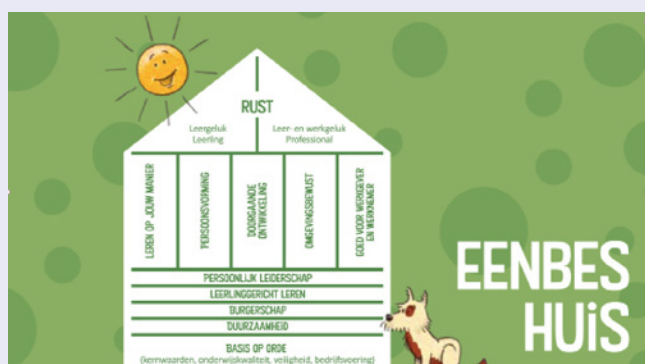 RUST
Leergeluk
Leerling
Leer- en werkgeluk
Professional
LEREN OP JOUW MANIER
PERSOONSVORMING
DOORGAANDE
ONTWIKKELING
OMGEVINGSBEWUST
GOED VOOR WERKGEVER
EN WERKNEMER
PERSOONLIJK LEIDERSCHAP
LEERLINGGERICHT LEREN
BURGERSCHAP
DUURZAAMHEID
BASIS OP ORDE
(kernwaarden, onderwijskwaliteit, veiligheid, bedrijfsvoering)
EENBES
HUiS